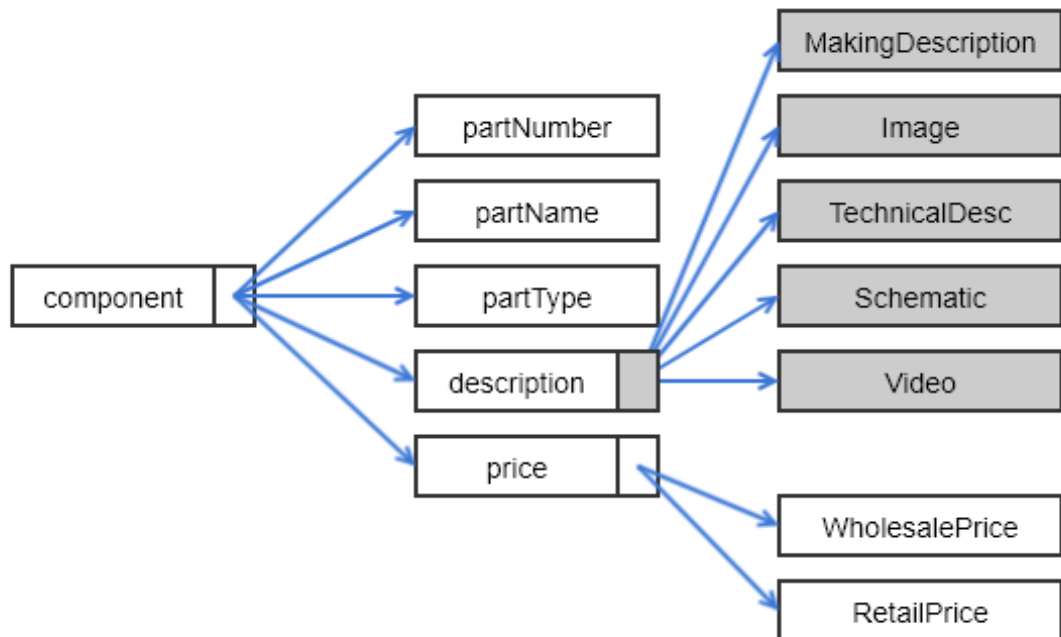 component
partNumber
partName
partType
description
price
MakingDescription
Image
TechnicalDesc
Schematic
Video
WholesalePrice
RetailPrice